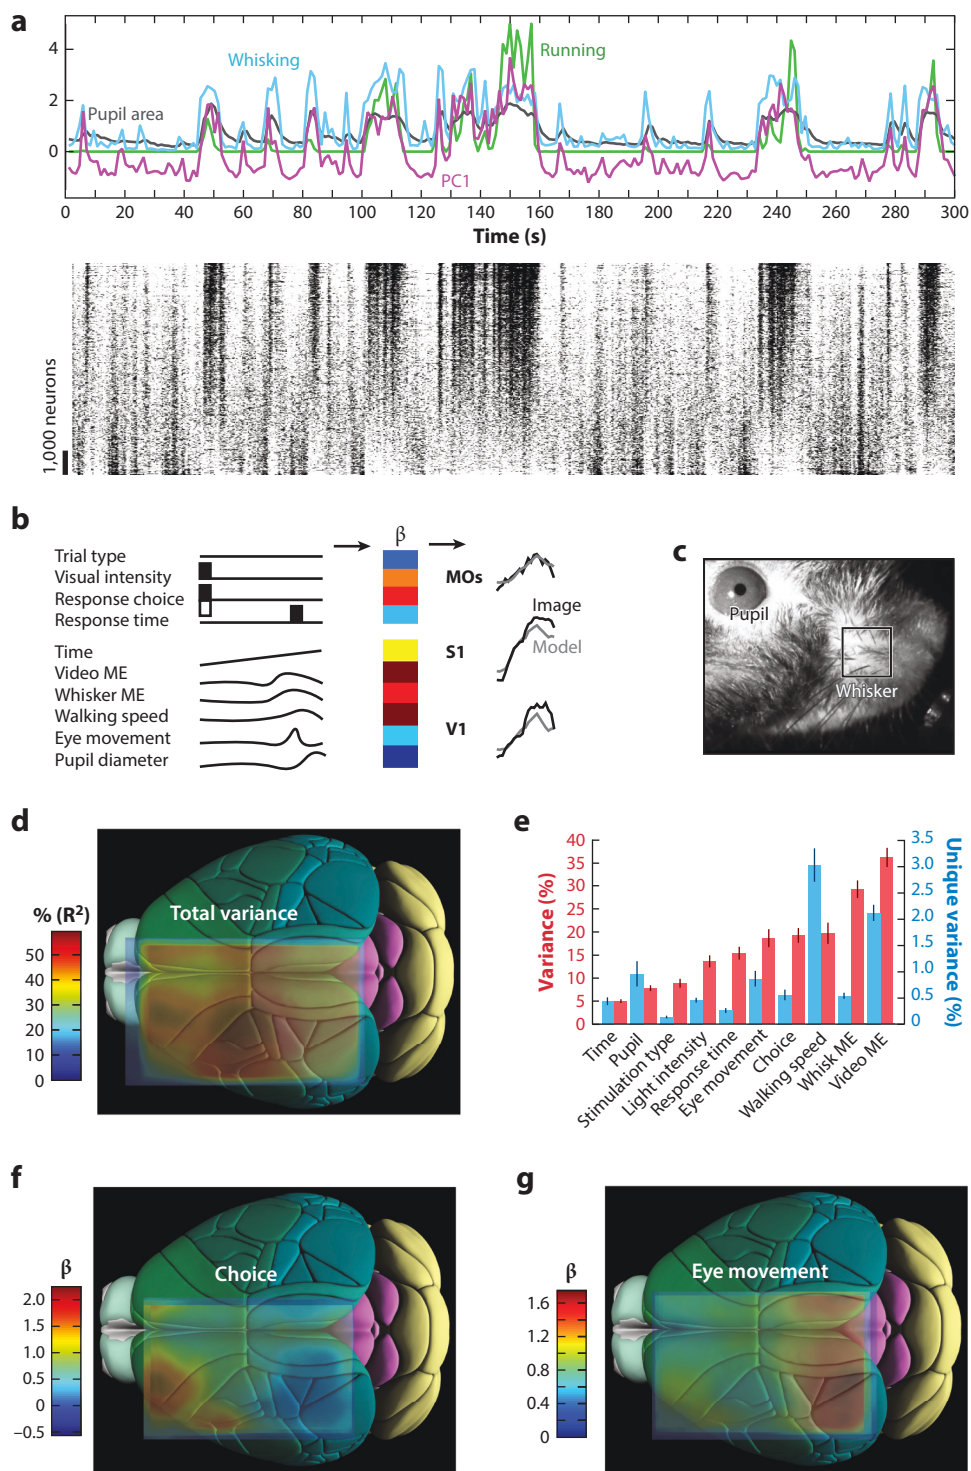 a
4
2
0
Whisking
Running
Pupil area
PC1
0 20 40 60 80 100 120 140 160 180 200 220 240 260 280 300
Time (s)
1,000 neurons
b
β
Trial type
Visual intensity
Response choice
Response time
Time
Video ME
Whisker ME
Walking speed
Eye movement
Pupil diameter
MOs
Image
Model
S1
V1
c
Pupil
Whisker
d
% (R²)
50
40
30
20
10
0
Total variance
e
Variance (%)
40
35
30
25
20
15
10
5
0
3.5
3.0
2.5
2.0
1.5
1.0
0.5
0
Unique variance (%)
Time
Pupil
Stimulation type
Light intensity
Response time
Eye movement
Choice
Walking speed
Whisk ME
Video ME
f
β
2.0
1.5
1.0
0.5
0
–0.5
Choice
g
β
1.6
1.2
0.8
0.4
0
Eye movement